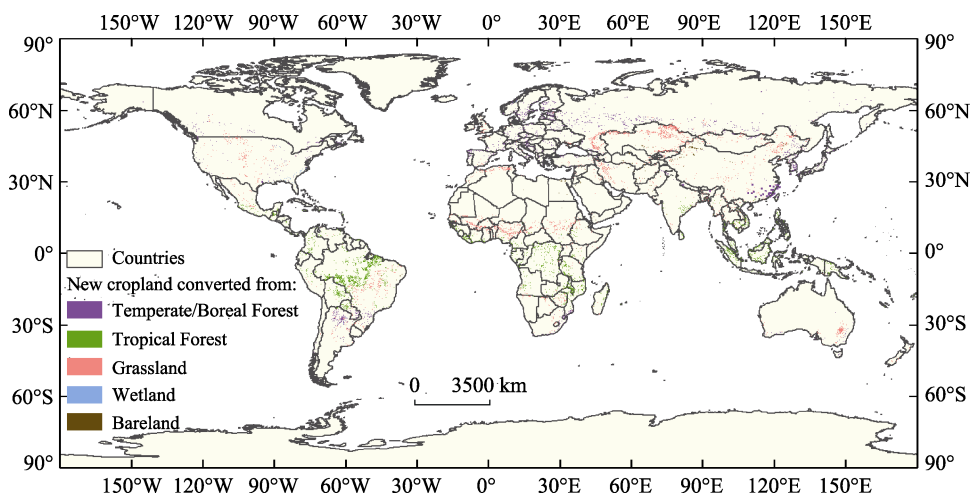 150°W 120°W 90°W 60°W 30°W 0° 30°E 60°E 90°E 120°E 150°E
90° 90°
60°N 60°N
30°N 30°N
0° 0°
Countries
New cropland converted from:
Temperate/Boreal Forest
30°S 30°S
Tropical Forest
Grassland
0 3500 km
Wetland
60°S 60°S
Bareland
90° 90°
150°W 120°W 90°W 60°W 30°W 0° 30°E 60°E 90°E 120°E 150°E